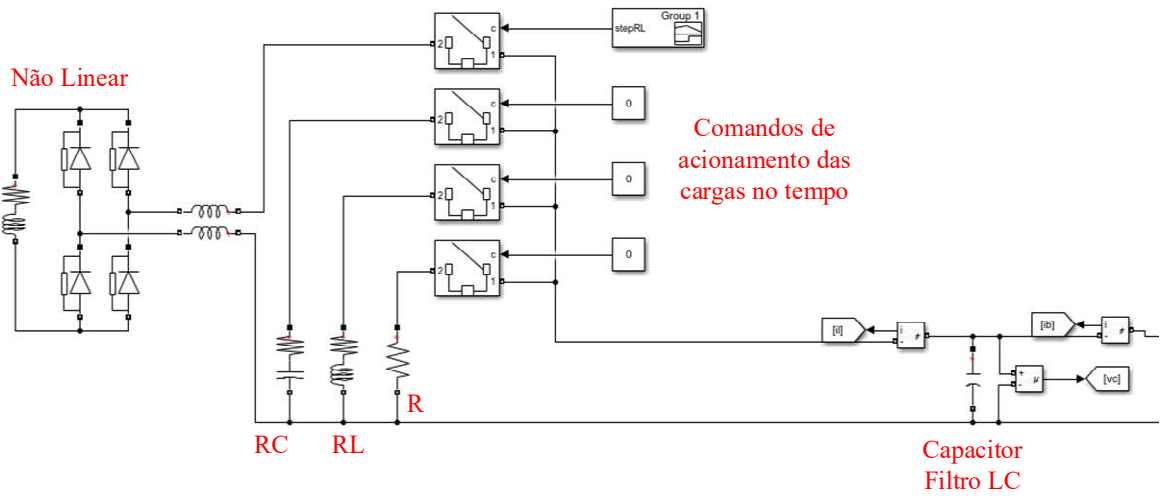 Group 1
stepRL
c
2
1
Não Linear
c
0
2
1
Comandos de
acionamento das
cargas no tempo
c
0
2
1
c
0
2
1
[il]
i
+
-
[ib]
i
+
-
+
-
v
[vc]
R
RC
RL
Capacitor
Filtro LC